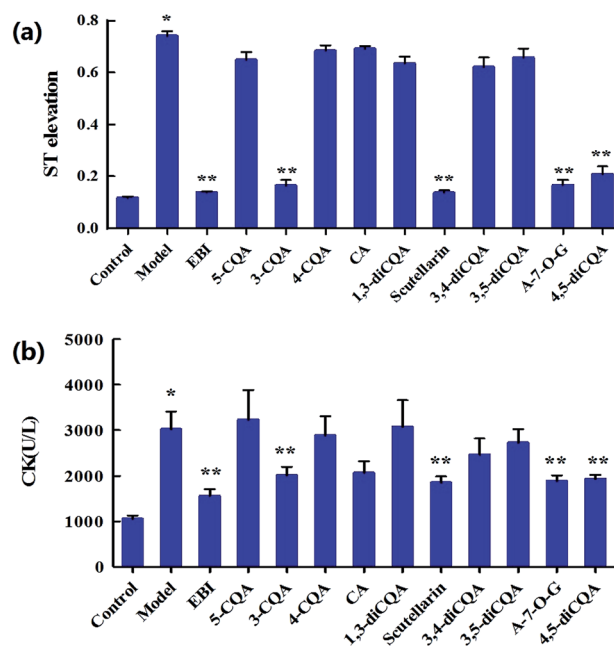 (a)
ST elevation
0.8
0.6
0.4
0.2
0.0
*
**
**
**
**
**
Control
Model
EBI
5-CQA
3-CQA
4-CQA
CA
1,3-diCQA
Scutellarin
3,4-diCQA
3,5-diCQA
A-7-O-G
4,5-diCQA
(b)
CK(U/L)
5000
4000
3000
2000
1000
0
*
**
**
**
**
**
Control
Model
EBI
5-CQA
3-CQA
4-CQA
CA
1,3-diCQA
Scutellarin
3,4-diCQA
3,5-diCQA
A-7-O-G
4,5-diCQA